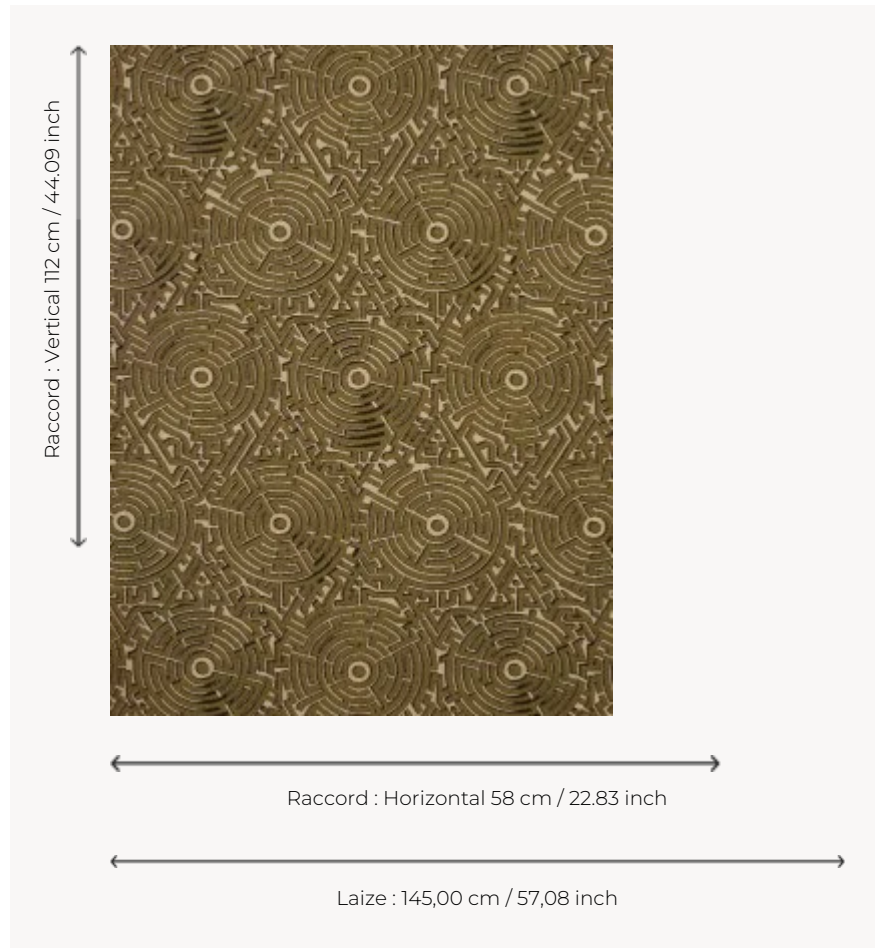 Raccord : Vertical 112 cm / 44.09 inch
Raccord : Horizontal 58 cm / 22.83 inch
Laize : 145,00 cm / 57,08 inch